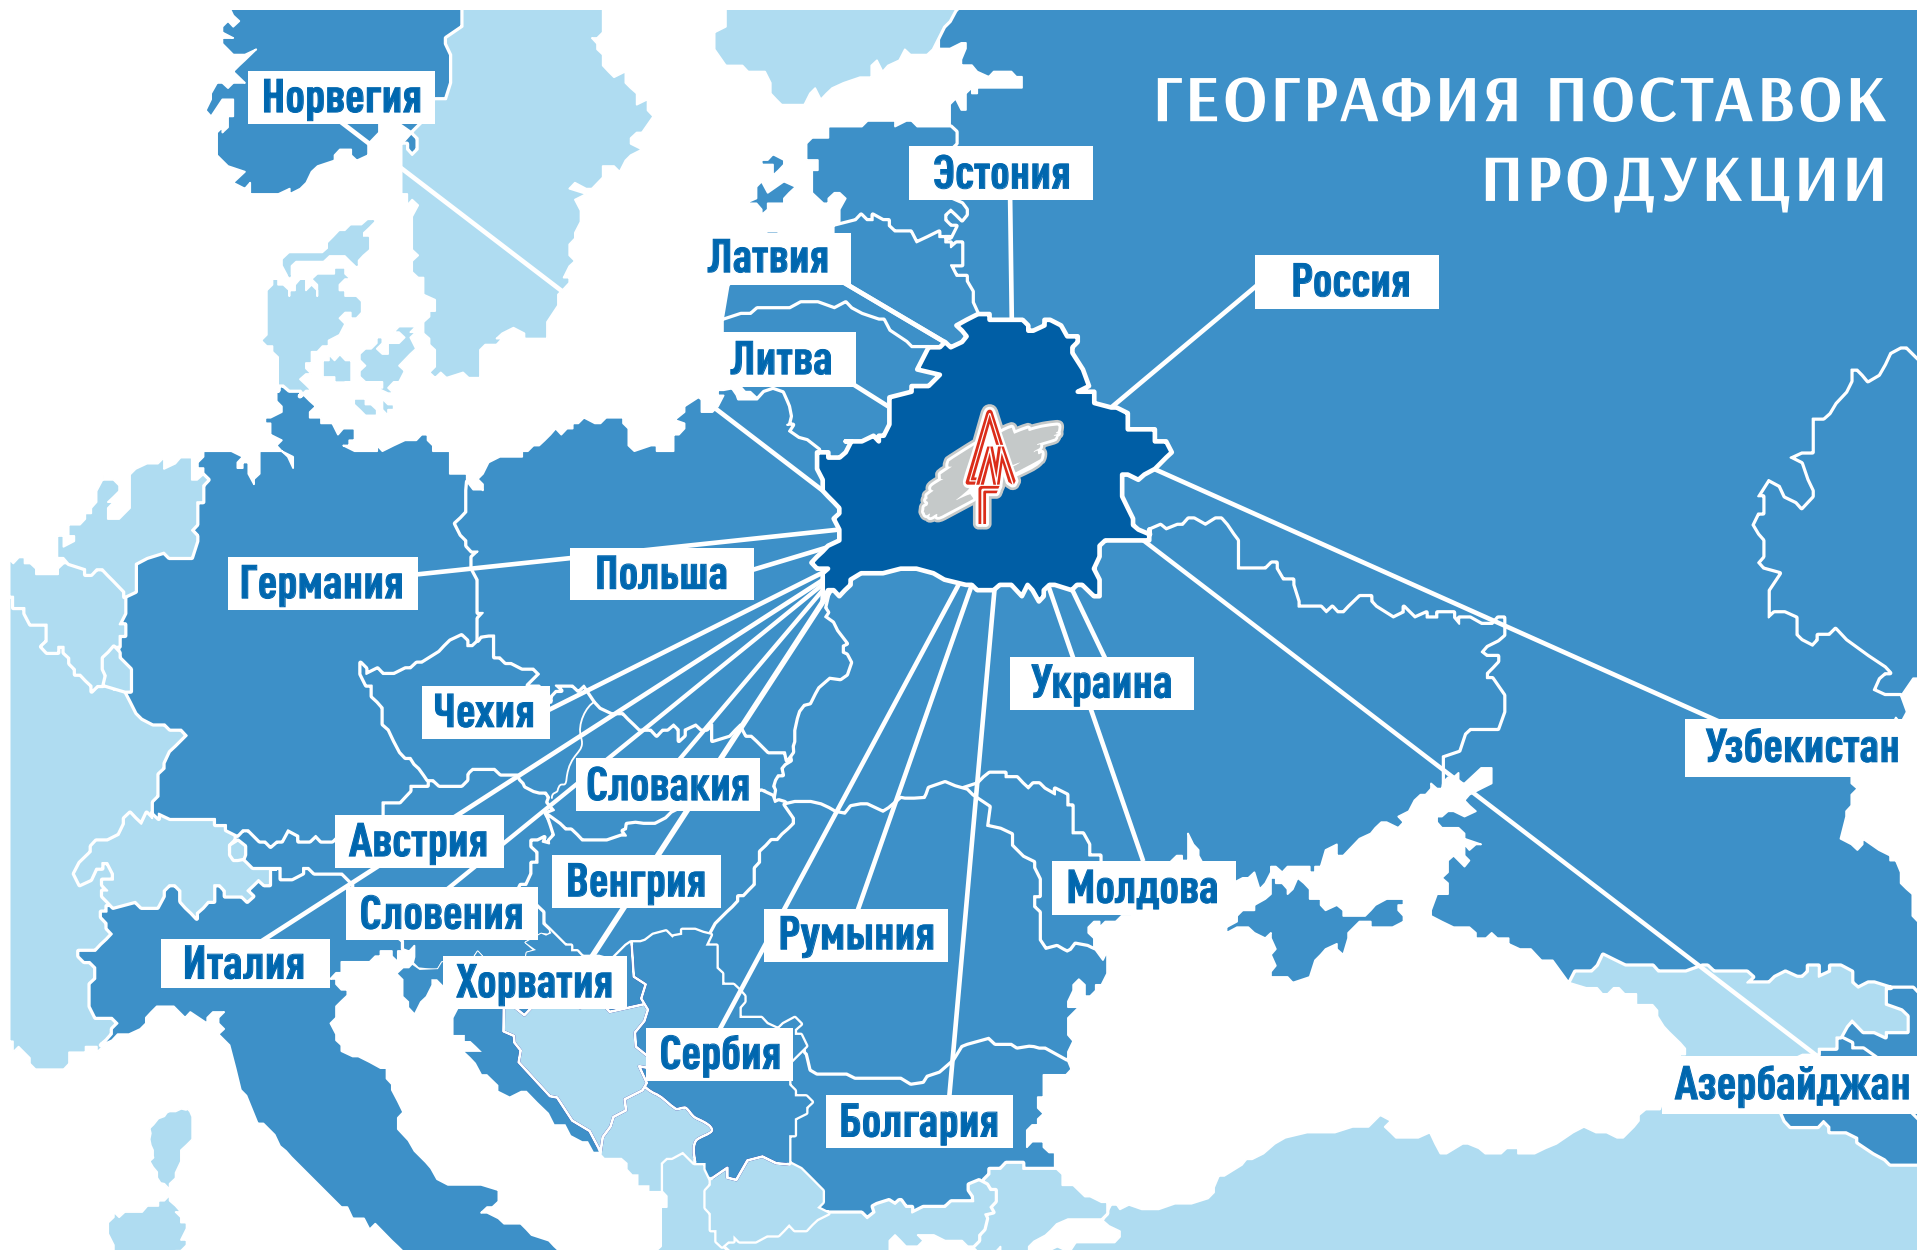 ГЕОГРАФИЯ ПОСТАВОК
ПРОДУКЦИИ
Норвегия
Эстония
Латвия
Россия
Литва
Германия
Польша
Украина
Чехия
Узбекистан
Словакия
Австрия
Венгрия
Молдова
Словения
Румыния
Италия
Хорватия
Сербия
Азербайджан
Болгария